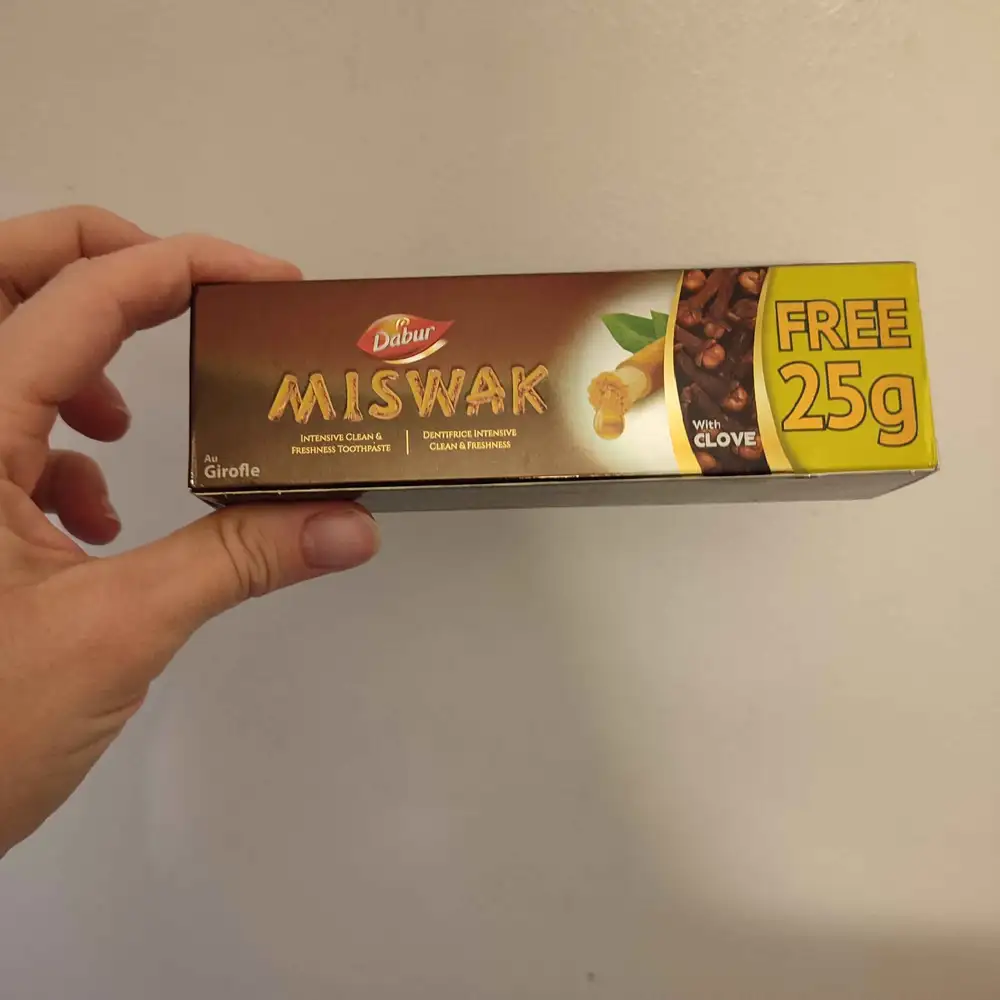 Dabur
MISWAK
INTENSIVE CLEAN &
FRESHNESS TOOTHPASTE
DENTIFRICE INTENSIVE
CLEAN & FRESHNESS
Au
Girofle
With
CLOVE
FREE
25g